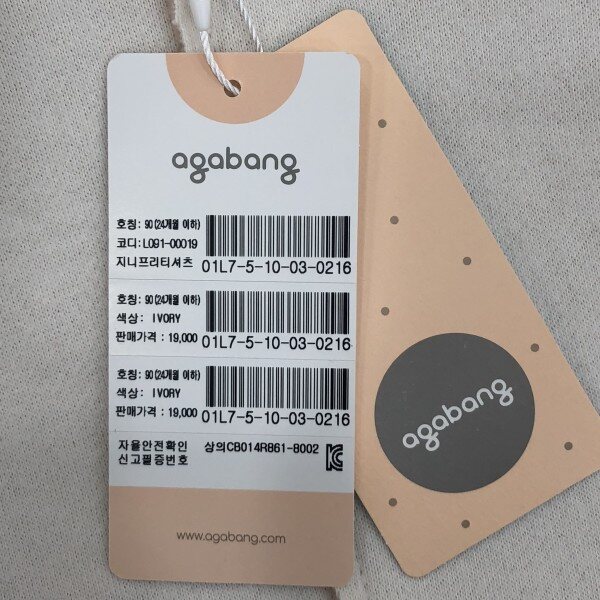 agabang
호칭: 90(24개월 이하)
코디:L091-00019
지니프리티셔츠
01L7-5-10-03-0216
호칭: 90(24개월 이하)
색상: IVORY
판매가격 : 19,000
01L7-5-10-03-0216
호칭: 90(24개월 이하)
색상: IVORY
판매가격 : 19,000
01L7-5-10-03-0216
자율안전확인 상의CB014R861-B002
신고필증번호
www.agabang.com
agabang